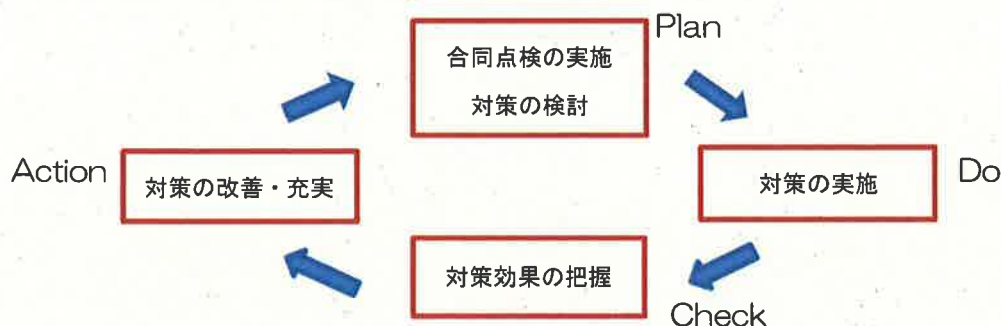 Plan
合同点検の実施
対策の検討
Action
対策の改善・充実
対策の実施
Do
対策効果の把握
Check